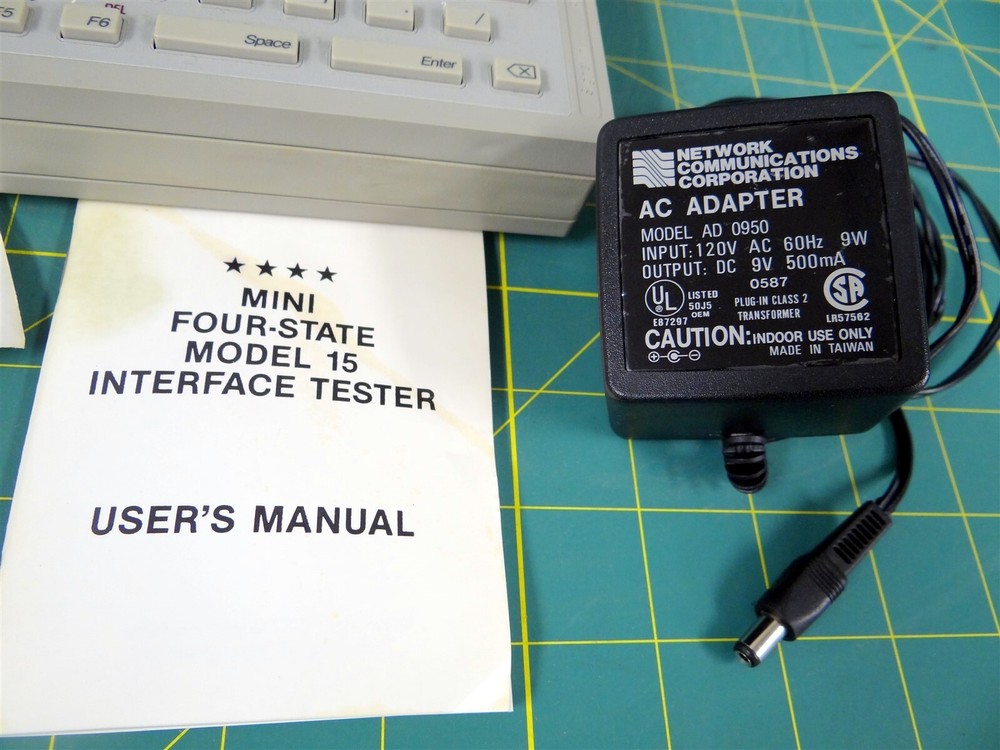 F5
DEL
F6
Space
.
/
Enter
★★★★
MINI
FOUR-STATE
MODEL 15
INTERFACE TESTER
USER'S MANUAL
NETWORK
COMMUNICATIONS
CORPORATION
AC ADAPTER
MODEL AD 0950
INPUT: 120V AC 60Hz 9W
OUTPUT: DC 9V 500mA
0587
UL
LISTED
50J5
OEM
E87297
PLUG-IN CLASS 2
TRANSFORMER
SA
LR57562
CAUTION: INDOOR USE ONLY
MADE IN TAIWAN